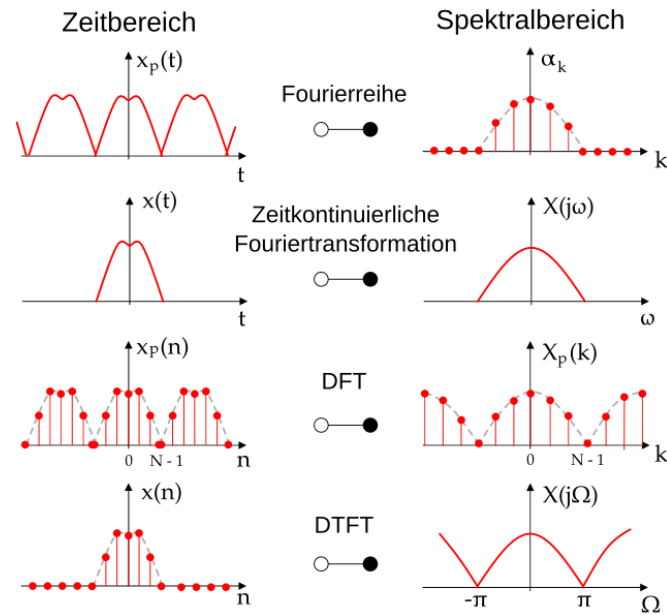 Zeitbereich
Spektralbereich
xₚ(t)
t
Fourierreihe
αₖ
k
x(t)
t
Zeitkontinuierliche
Fouriertransformation
X(jω)
ω
xₚ(n)
0 N - 1
n
DFT
Xₚ(k)
0 N - 1
k
x(n)
n
DTFT
X(jΩ)
-π π
Ω